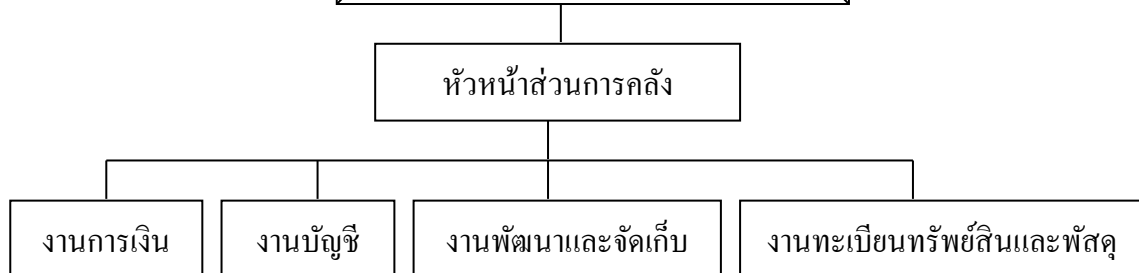 หัวหน้าส่วนการคลัง
งานการเงิน
งานบัญชี
งานพัฒนาและจัดเก็บ
งานทะเบียนทรัพย์สินและพัสดุ